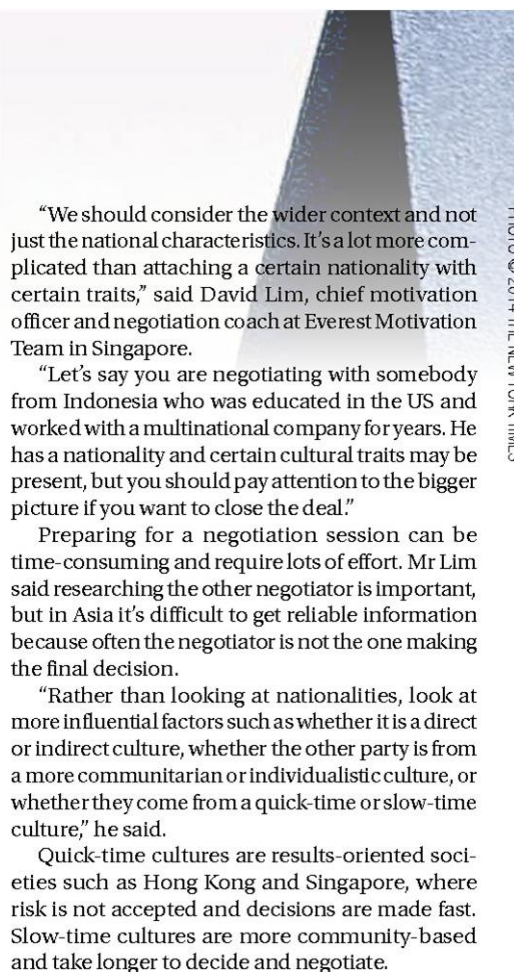 “We should consider the wider context and not
just the national characteristics. It’s a lot more com-
plicated than attaching a certain nationality with
certain traits,” said David Lim, chief motivation
officer and negotiation coach at Everest Motivation
Team in Singapore.
“Let’s say you are negotiating with somebody
from Indonesia who was educated in the US and
worked with a multinational company for years. He
has a nationality and certain cultural traits may be
present, but you should pay attention to the bigger
picture if you want to close the deal.”
Preparing for a negotiation session can be
time-consuming and require lots of effort. Mr Lim
said researching the other negotiator is important,
but in Asia it’s difficult to get reliable information
because often the negotiator is not the one making
the final decision.
“Rather than looking at nationalities, look at
more influential factors such as whether it is a direct
or indirect culture, whether the other party is from
a more communitarian or individualistic culture, or
whether they come from a quick-time or slow-time
culture,” he said.
Quick-time cultures are results-oriented soci-
eties such as Hong Kong and Singapore, where
risk is not accepted and decisions are made fast.
Slow-time cultures are more community-based
and take longer to decide and negotiate.
PHOTO © 2014 THE NEW YORK TIMES